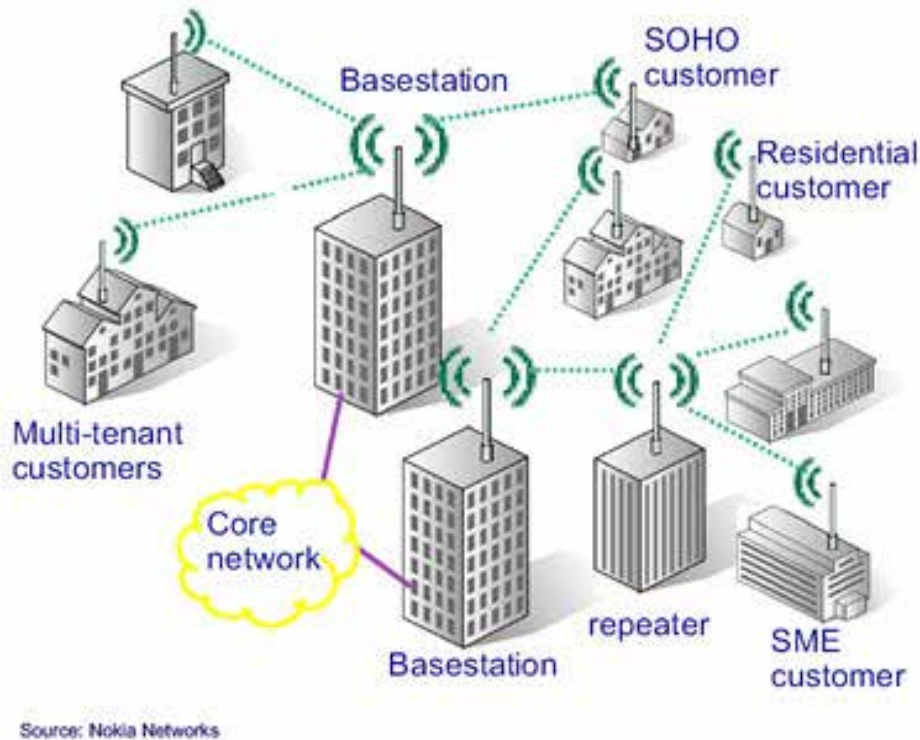 SOHO
customer
Basestation
Residential
customer
Multi-tenant
customers
Core
network
repeater
Basestation
SME
customer
Source: Nokia Networks